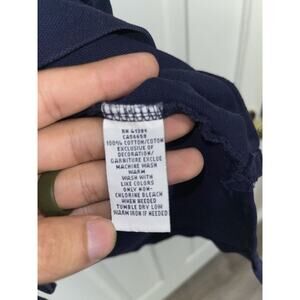 RN 41381
CA56650
100% COTTON/COTON
EXCLUSIVE OF
DECORATION/
GARNITURE EXCLUE
MACHINE WASH
WARM
WASH WITH
LIKE COLORS
ONLY NON-
CHLORINE BLEACH
WHEN NEEDED
TUMBLE DRY LOW
WARM IRON IF NEEDED